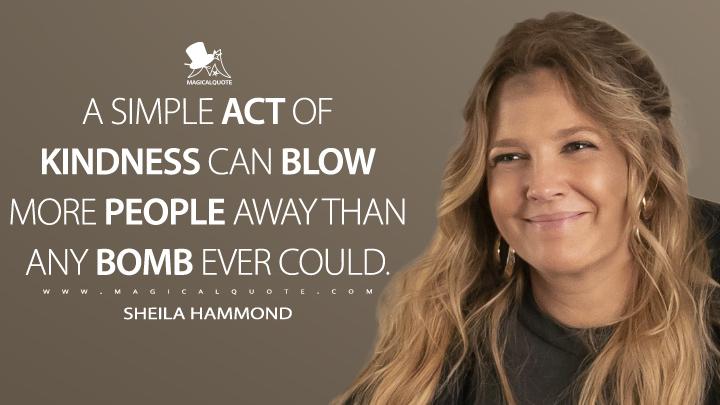 MAGICALQUOTE
A SIMPLE ACT OF
KINDNESS CAN BLOW
MORE PEOPLE AWAY THAN
ANY BOMB EVER COULD.
WWW.MAGICALQUOTE.COM
SHEILA HAMMOND